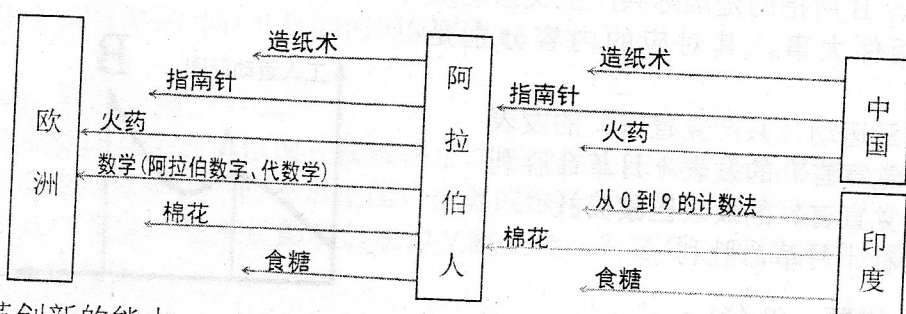 造纸术
指南针
火药
数学(阿拉伯数字、代数学)
棉花
食糖
欧洲
阿拉伯人
造纸术
指南针
火药
从0到9的计数法
棉花
食糖
中国
印度